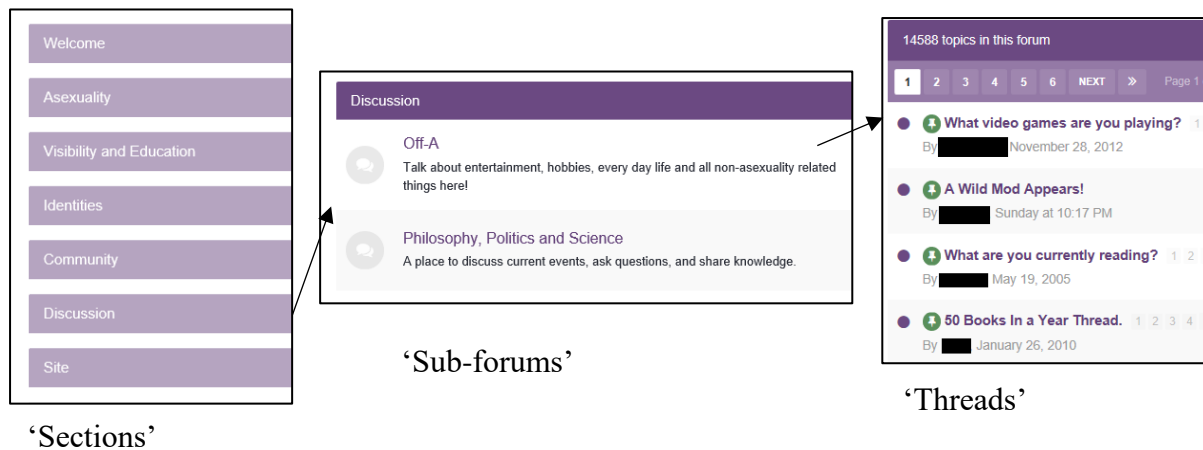 Welcome
Asexuality
Visibility and Education
Identities
Community
Discussion
Site
‘Sections’
Discussion
Off-A
Talk about entertainment, hobbies, every day life and all non-asexuality related
things here!
Philosophy, Politics and Science
A place to discuss current events, ask questions, and share knowledge.
‘Sub-forums’
14588 topics in this forum
1 2 3 4 5 6 NEXT » Page 1
What video games are you playing? 1
By November 28, 2012
A Wild Mod Appears!
By Sunday at 10:17 PM
What are you currently reading? 1 2
By May 19, 2005
50 Books In a Year Thread. 1 2 3 4
By January 26, 2010
‘Threads’